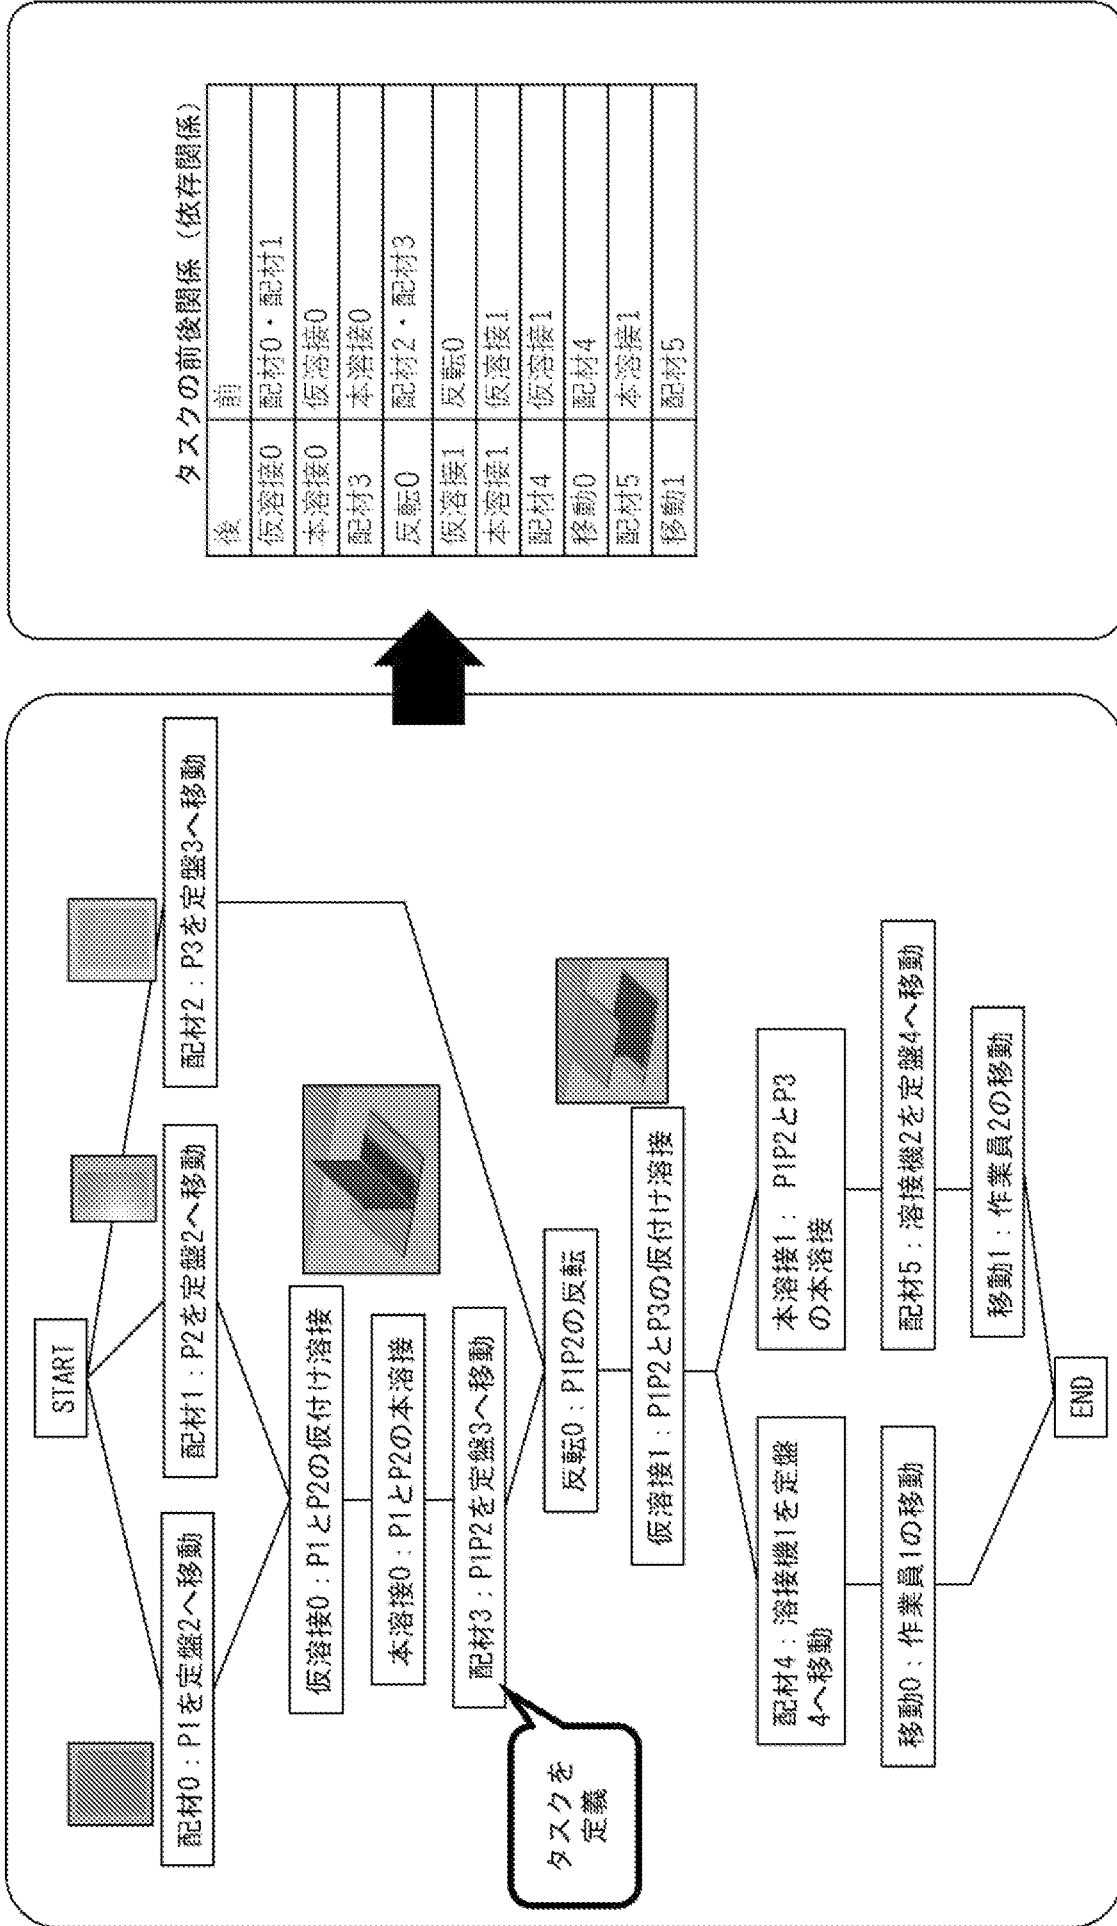 START
配材0：P1を定盤2へ移動
配材1：P2を定盤2へ移動
配材2：P3を定盤3へ移動
仮溶接0：P1とP2の仮付け溶接
本溶接0：P1とP2の本溶接
配材3：P1P2を定盤3へ移動
タスクを
定義
反転0：P1P2の反転
仮溶接1：P1P2とP3の仮付け溶接
配材4：溶接機1を定盤
4へ移動
本溶接1： P1P2とP3
の本溶接
移動0：作業員1の移動
配材5：溶接機2を定盤4へ移動
移動1：作業員2の移動
END
タスクの前後関係（依存関係）
後 前
仮溶接0 配材0・配材1
本溶接0 仮溶接0
配材3 本溶接0
反転0 配材2・配材3
仮溶接1 反転0
本溶接1 仮溶接1
配材4 仮溶接1
移動0 配材4
配材5 本溶接1
移動1 配材5